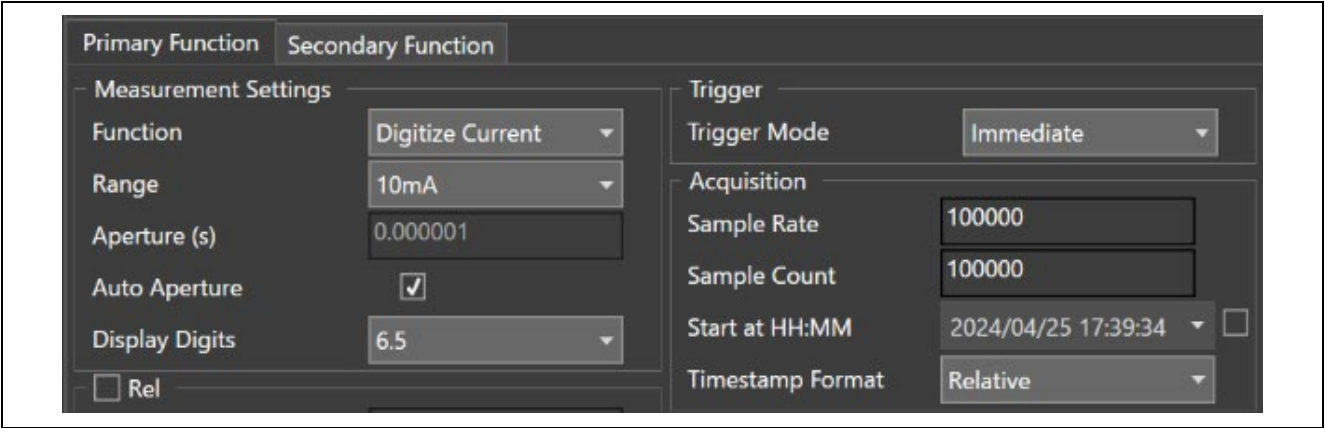 Primary Function
Secondary Function
Measurement Settings
Function
Digitize Current
Range
10mA
Aperture (s)
0.000001
Auto Aperture
Display Digits
6.5
Rel
Trigger
Trigger Mode
Immediate
Acquisition
Sample Rate
100000
Sample Count
100000
Start at HH:MM
2024/04/25 17:39:34
Timestamp Format
Relative